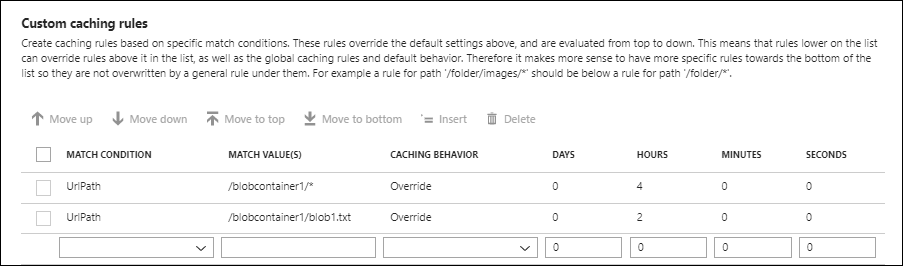 Custom caching rules
Create caching rules based on specific match conditions. These rules override the default settings above, and are evaluated from top to down. This means that rules lower on the list
can override rules above it in the list, as well as the global caching rules and default behavior. Therefore it makes more sense to have more specific rules towards the bottom of the
list so they are not overwritten by a general rule under them. For example a rule for path '/folder/images/*' should be below a rule for path '/folder/*'.
Move up Move down Move to top Move to bottom Insert Delete
MATCH CONDITION MATCH VALUE(S) CACHING BEHAVIOR DAYS HOURS MINUTES SECONDS
UrlPath /blobcontainer1/* Override 0 4 0 0
UrlPath /blobcontainer1/blob1.txt Override 0 2 0 0
0 0 0 0